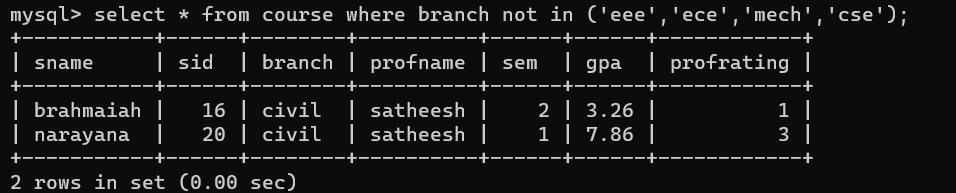 mysql> select * from course where branch not in ('eee','ece','mech','cse');
+-----------+------+--------+----------+------+------+------------+
| sname     | sid  | branch | profname | sem  | gpa  | profrating |
+-----------+------+--------+----------+------+------+------------+
| brahmaiah |   16 | civil  | satheesh |    2 | 3.26 |          1 |
| narayana  |   20 | civil  | satheesh |    1 | 7.86 |          3 |
+-----------+------+--------+----------+------+------+------------+
2 rows in set (0.00 sec)